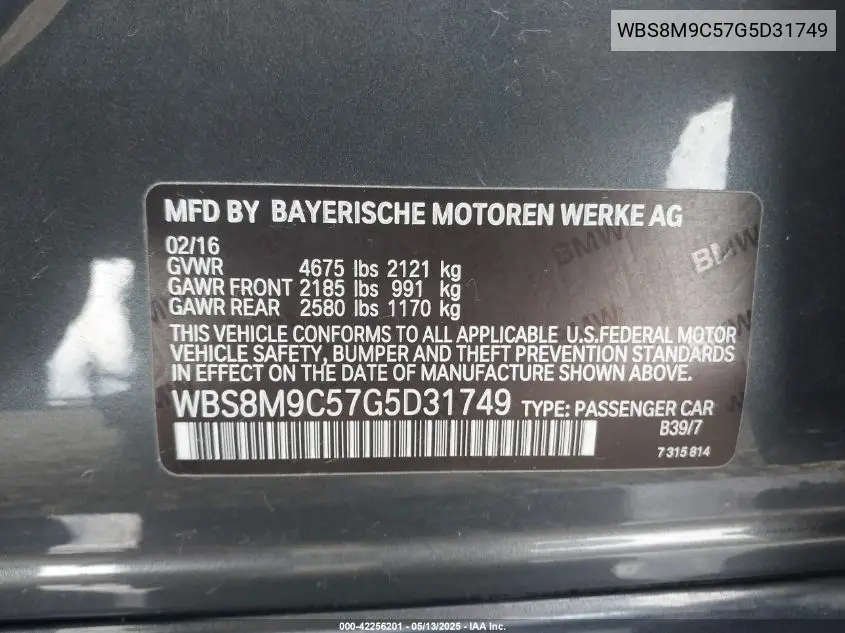 WBS8M9C57G5D31749
MFD BY BAYERISCHE MOTOREN WERKE AG
02/16
GVWR 4675 lbs 2121 kg
GAWR FRONT 2185 lbs 991 kg
GAWR REAR 2580 lbs 1170 kg
BMW
BMW
THIS VEHICLE CONFORMS TO ALL APPLICABLE U.S.FEDERAL MOTOR
VEHICLE SAFETY, BUMPER AND THEFT PREVENTION STANDARDS
IN EFFECT ON THE DATE OF MANUFACTURE SHOWN ABOVE.
WBS8M9C57G5D31749 TYPE: PASSENGER CAR
B39/7
7 315 814
000-42256201 - 05/13/2025 - IAA Inc.